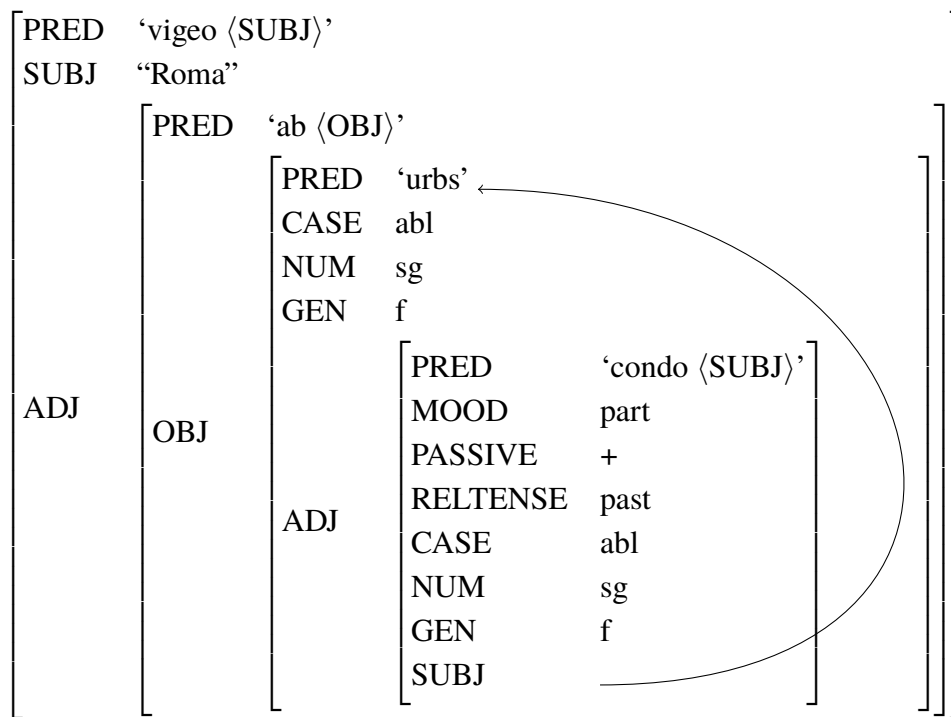 PRED ‘vigeo ⟨SUBJ⟩’
SUBJ “Roma”
PRED ‘ab ⟨OBJ⟩’
PRED ‘urbs’
CASE abl
NUM sg
GEN f
PRED ‘condo ⟨SUBJ⟩’
ADJ
MOOD part
OBJ
PASSIVE +
RELTENSE past
ADJ
CASE abl
NUM sg
GEN f
SUBJ